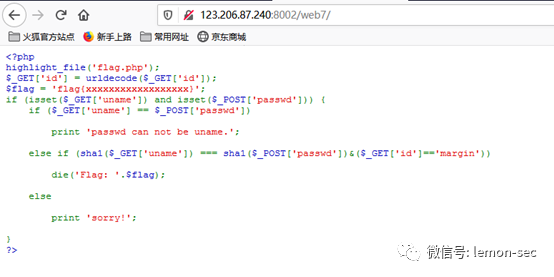 123.206.87.240:8002/web7/
火狐官方站点 新手上路 常用网址 京东商城
<?php
highlight_file('flag.php');
$_GET['id'] = urldecode($_GET['id']);
$flag = 'flag{xxxxxxxxxxxxxxxxxx}';
if (isset($_GET['uname']) and isset($_POST['passwd'])) {
    if ($_GET['uname'] == $_POST['passwd'])
        print 'passwd can not be uname.';
    else if (sha1($_GET['uname']) === sha1($_POST['passwd'])&($_GET['id']=='margin'))
        die('Flag: '.$flag);
    else
        print 'sorry!';
}
?>
微信号: lemon-sec